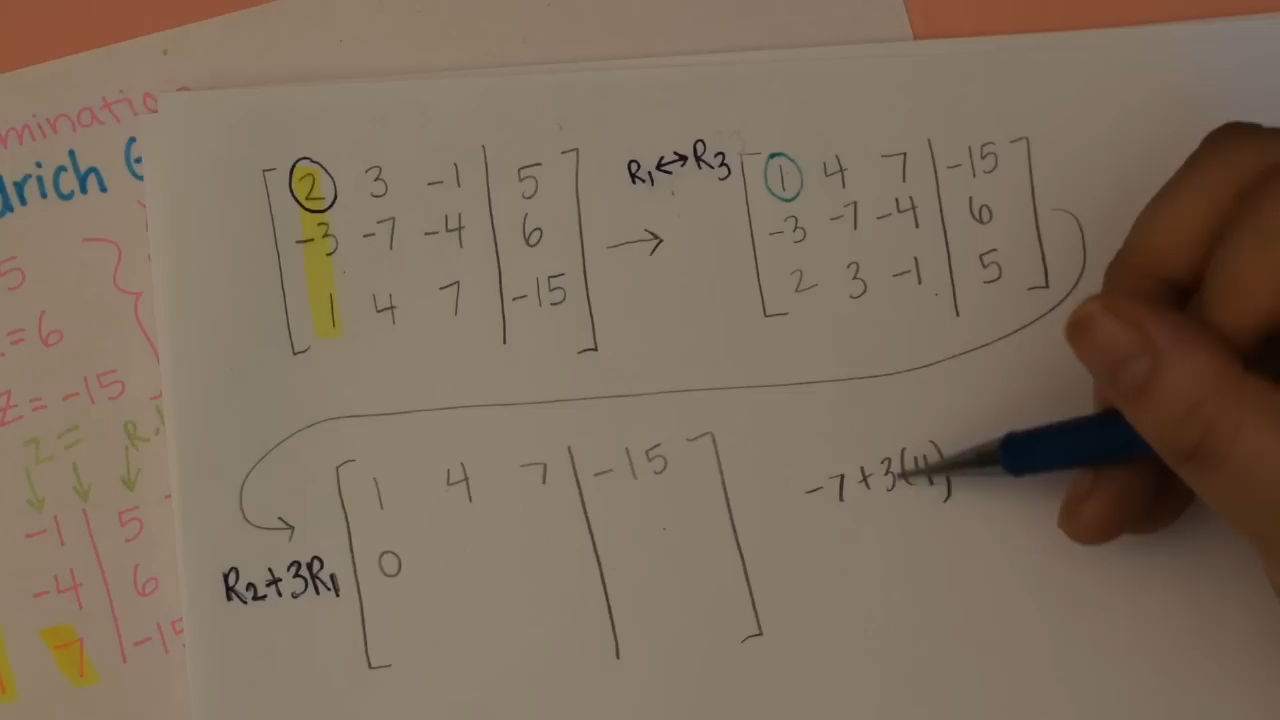 2 3 -1 5
-3 -7 -4 6
1 4 7 -15
R1↔R3
→
1 4 7 -15
-3 -7 -4 6
2 3 -1 5
R2+3R1
1 4 7 -15
0
-7+3(4)
5
=6
z=-15
2=
-1 5
-4 6
7 -15